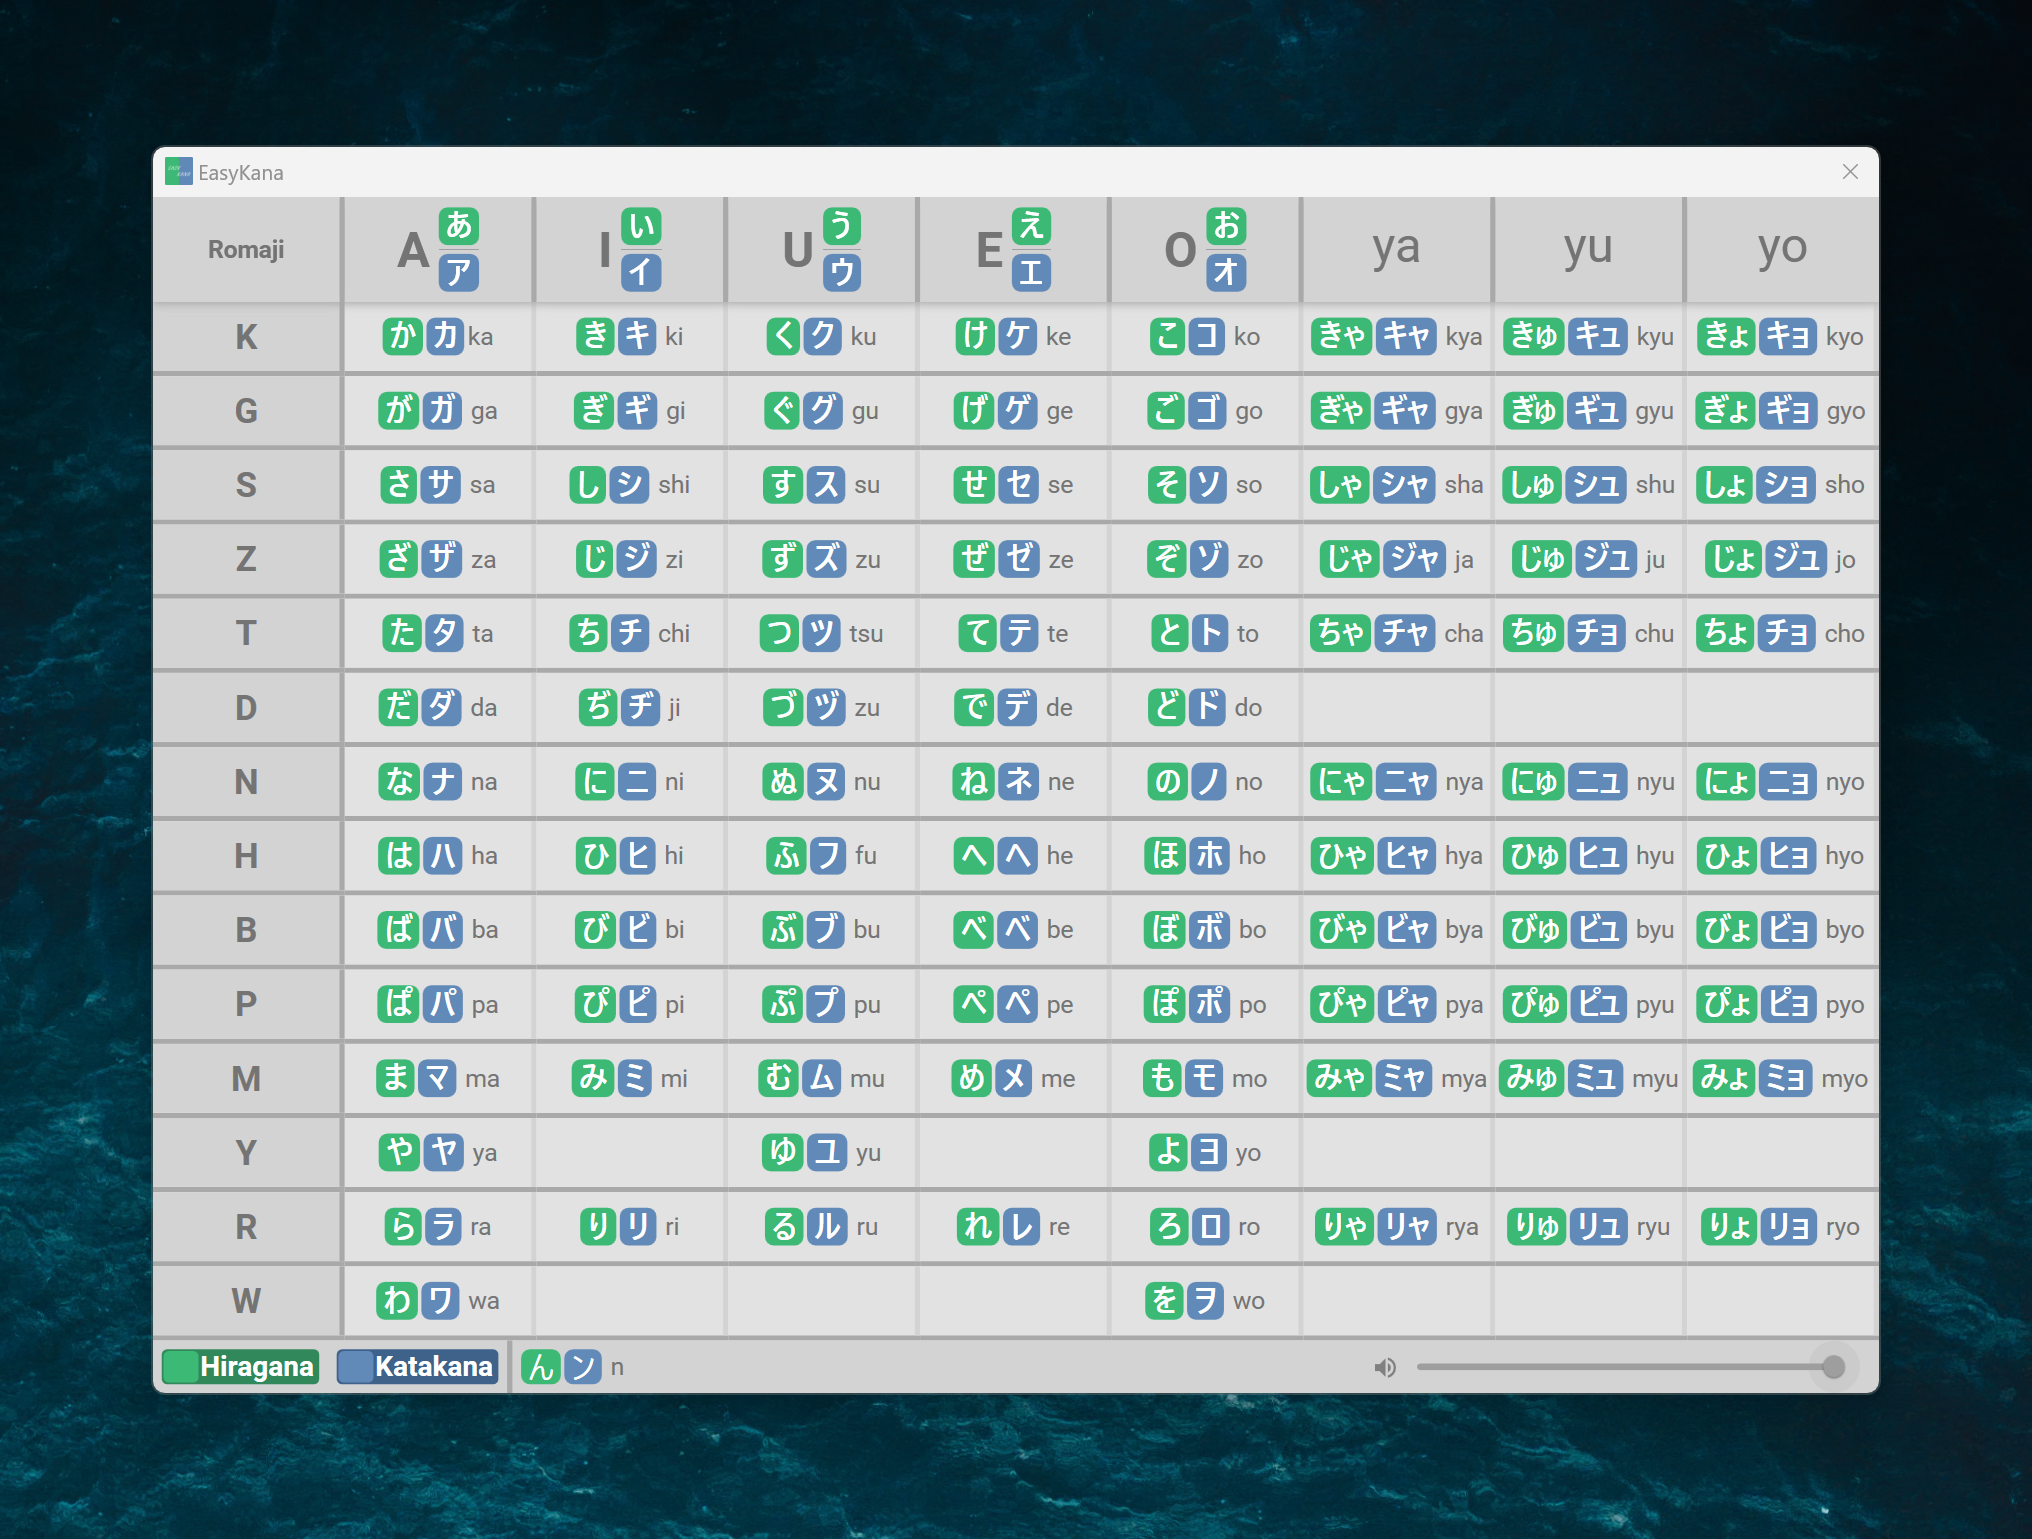 EasyKana
Romaji A あ ア I い イ U う ウ E え エ O お オ ya yu yo
K か カ ka き キ ki く ク ku け ケ ke こ コ ko きゃ キャ kya きゅ キュ kyu きょ キョ kyo
G が ガ ga ぎ ギ gi ぐ グ gu げ ゲ ge ご ゴ go ぎゃ ギャ gya ぎゅ ギュ gyu ぎょ ギョ gyo
S さ サ sa し シ shi す ス su せ セ se そ ソ so しゃ シャ sha しゅ シュ shu しょ ショ sho
Z ざ ザ za じ ジ zi ず ズ zu ぜ ゼ ze ぞ ゾ zo じゃ ジャ ja じゅ ジュ ju じょ ジュ jo
T た タ ta ち チ chi つ ツ tsu て テ te と ト to ちゃ チャ cha ちゅ チョ chu ちょ チョ cho
D だ ダ da ぢ ヂ ji づ ヅ zu で デ de ど ド do
N な ナ na に ニ ni ぬ ヌ nu ね ネ ne の ノ no にゃ ニャ nya にゅ ニュ nyu にょ ニョ nyo
H は ハ ha ひ ヒ hi ふ フ fu へ ヘ he ほ ホ ho ひゃ ヒャ hya ひゅ ヒュ hyu ひょ ヒョ hyo
B ば バ ba び ビ bi ぶ ブ bu べ ベ be ぼ ボ bo びゃ ビャ bya びゅ ビュ byu びょ ビョ byo
P ぱ パ pa ぴ ピ pi ぷ プ pu ぺ ペ pe ぽ ポ po ぴゃ ピャ pya ぴゅ ピュ pyu ぴょ ピョ pyo
M ま マ ma み ミ mi む ム mu め メ me も モ mo みゃ ミャ mya みゅ ミュ myu みょ ミョ myo
Y や ヤ ya ゆ ユ yu よ ヨ yo
R ら ラ ra り リ ri る ル ru れ レ re ろ ロ ro りゃ リャ rya りゅ リュ ryu りょ リョ ryo
W わ ワ wa を ヲ wo
Hiragana Katakana ん ン n